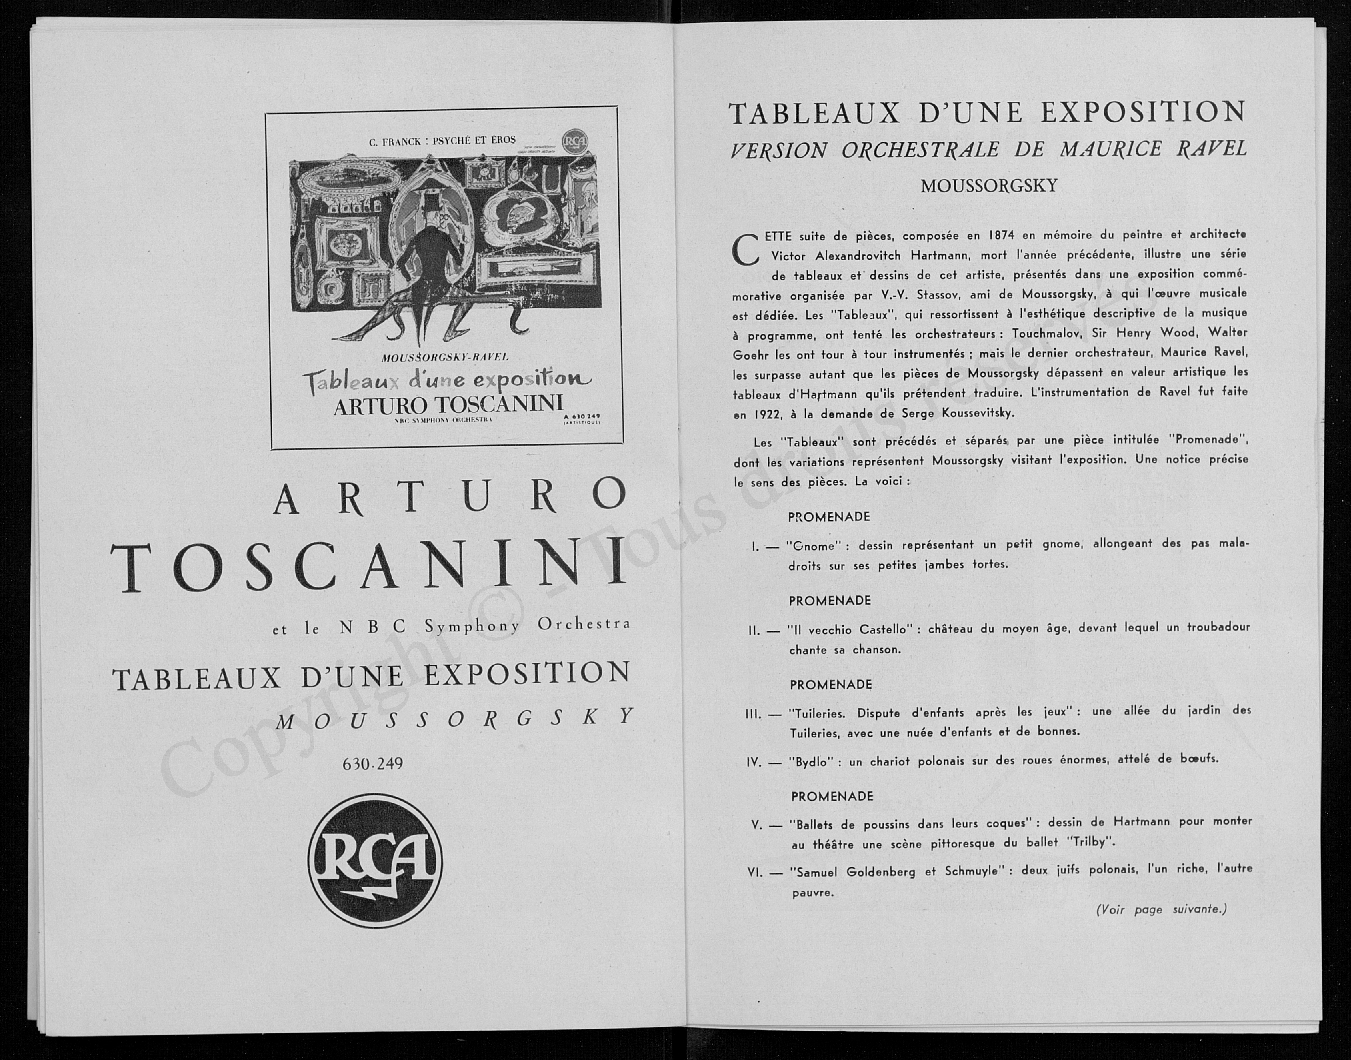 C. FRANCK : PSYCHÉ ET ÉROS
RCA
MOUSSORGSKY-RAVEL
Tableaux d'une exposition
ARTURO TOSCANINI
NBC SYMPHONY ORCHESTRA
A 630 249
(ARTISTIQUE)
ARTURO
TOSCANINI
et le NBC Symphony Orchestra
TABLEAUX D'UNE EXPOSITION
MOUSSORGSKY
630.249
RCA
TABLEAUX D'UNE EXPOSITION
VERSION ORCHESTRALE DE MAURICE RAVEL
MOUSSORGSKY
CETTE suite de pièces, composée en 1874 en mémoire du peintre et architecte
Victor Alexandrovitch Hartmann, mort l'année précédente, illustre une série
de tableaux et dessins de cet artiste, présentés dans une exposition commé-
morative organisée par V.-V. Stassov, ami de Moussorgsky, à qui l'œuvre musicale
est dédiée. Les "Tableaux", qui ressortissent à l'esthétique descriptive de la musique
à programme, ont tenté les orchestrateurs : Touchmalov, Sir Henry Wood, Walter
Goehr les ont tour à tour instrumentés ; mais le dernier orchestrateur, Maurice Ravel,
les surpasse autant que les pièces de Moussorgsky dépassent en valeur artistique les
tableaux d'Hartmann qu'ils prétendent traduire. L'instrumentation de Ravel fut faite
en 1922, à la demande de Serge Koussevitsky.
Les "Tableaux" sont précédés et séparés par une pièce intitulée "Promenade",
dont les variations représentent Moussorgsky visitant l'exposition. Une notice précise
le sens des pièces. La voici :
PROMENADE
I. — "Gnome" : dessin représentant un petit gnome, allongeant des pas mala-
droits sur ses petites jambes tortes.
PROMENADE
II. — "Il vecchio Castello" : château du moyen âge, devant lequel un troubadour
chante sa chanson.
PROMENADE
III. — "Tuileries. Dispute d'enfants après les jeux" : une allée du jardin des
Tuileries, avec une nuée d'enfants et de bonnes.
IV. — "Bydlo" : un chariot polonais sur des roues énormes, attelé de bœufs.
PROMENADE
V. — "Ballets de poussins dans leurs coques" : dessin de Hartmann pour monter
au théâtre une scène pittoresque du ballet "Trilby".
VI. — "Samuel Goldenberg et Schmuyle" : deux juifs polonais, l'un riche, l'autre
pauvre.
(Voir page suivante.)